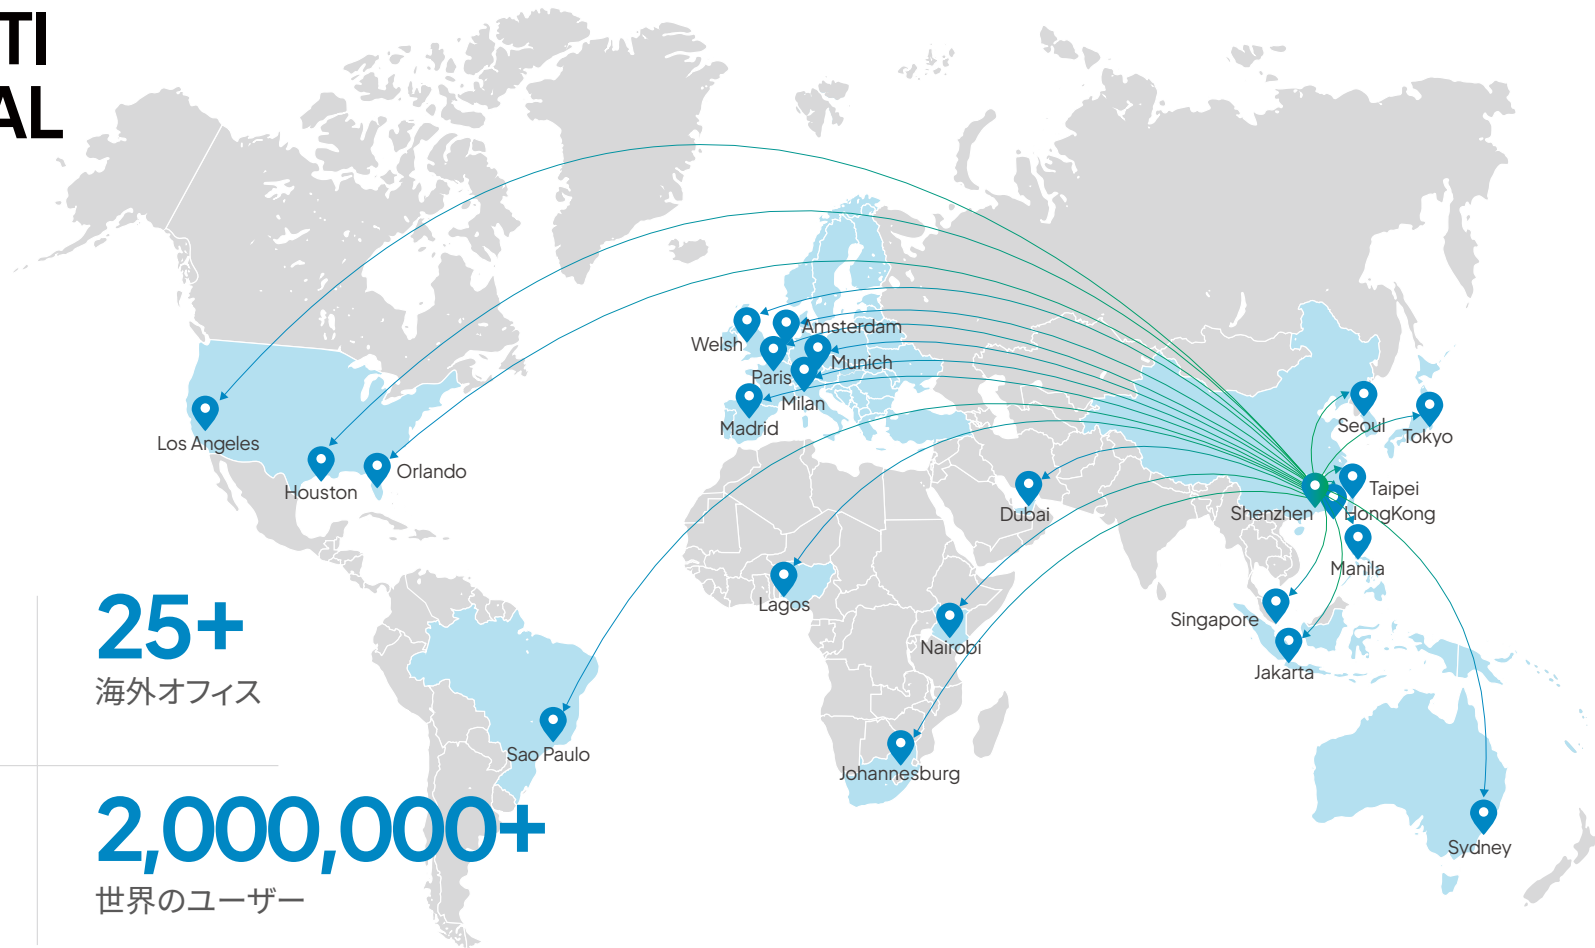 TI
AL
Welsh
Amsterdam
Munich
Paris
Milan
Madrid
Los Angeles
Houston
Orlando
Seoul
Tokyo
Taipei
Shenzhen
HongKong
Dubai
Manila
Lagos
Singapore
Nairobi
Jakarta
25+
海外オフィス
Sao Paulo
Johannesburg
2,000,000+
世界のユーザー
Sydney